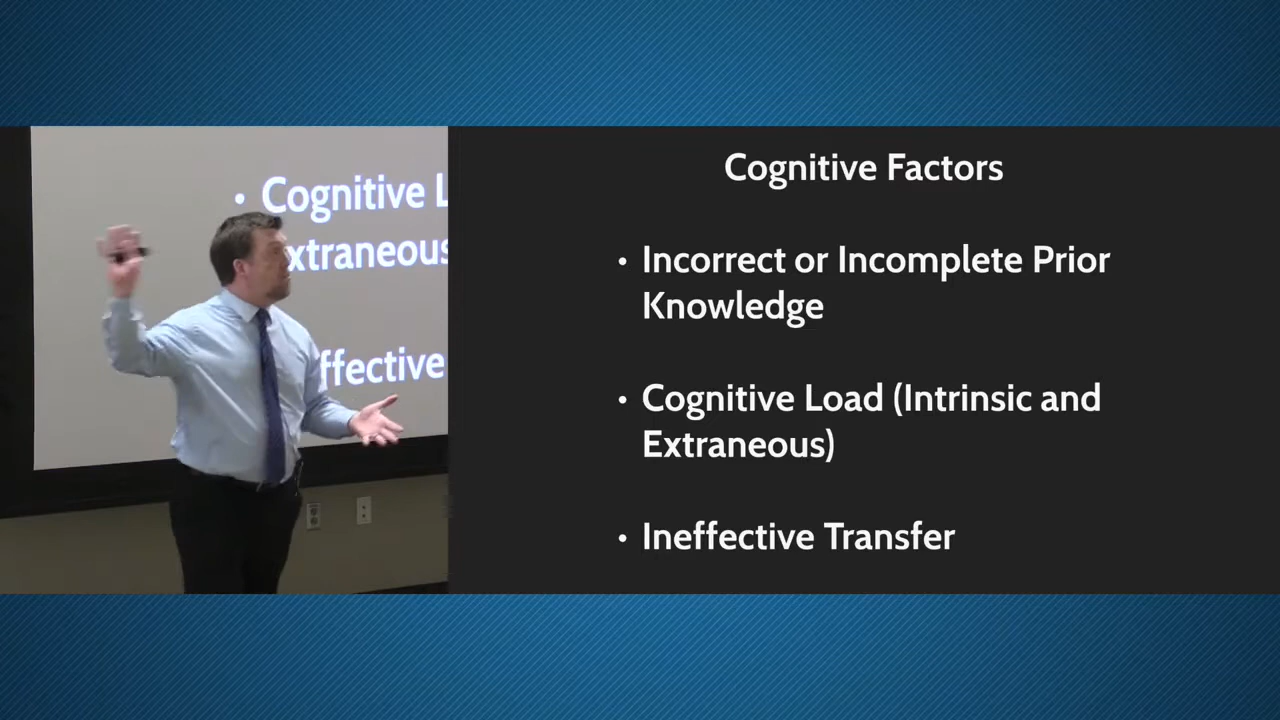 • Cognitive L
xtraneous
ffective
Cognitive Factors
• Incorrect or Incomplete Prior
Knowledge
• Cognitive Load (Intrinsic and
Extraneous)
• Ineffective Transfer